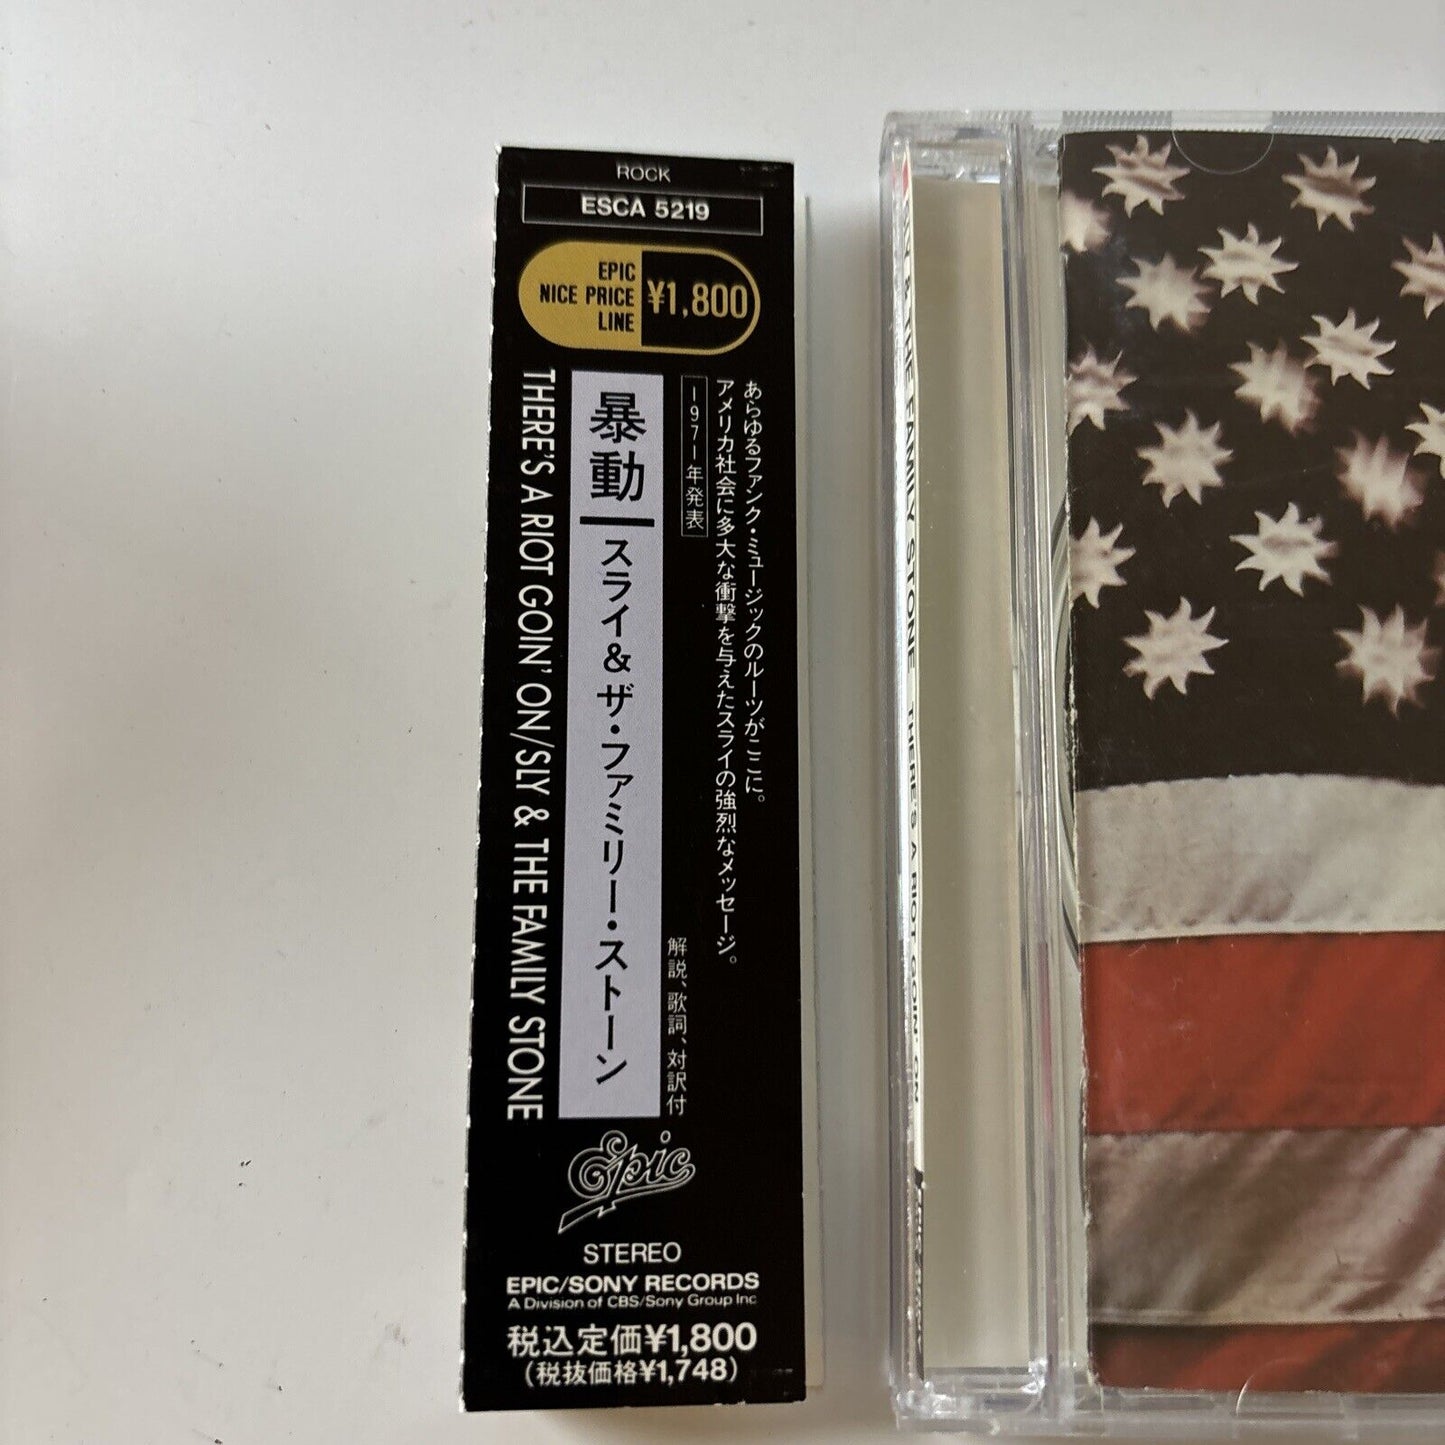 ROCK
ESCA 5219
EPIC
NICE PRICE
LINE
¥1,800
あらゆるファンク・ミュージックのルーツがここに。
アメリカ社会に多大な衝撃を与えたスライの強烈なメッセージ。
1971年発表
暴動 スライ&ザ・ファミリー・ストーン
解説、歌詞、対訳付
THERE'S A RIOT GOIN' ON/SLY & THE FAMILY STONE
Epic
STEREO
EPIC/SONY RECORDS
A Division of CBS/Sony Group Inc
税込定価¥1,800
(税抜価格¥1,748)
SLY & THE FAMILY STONE THERE'S A RIOT GOIN' ON